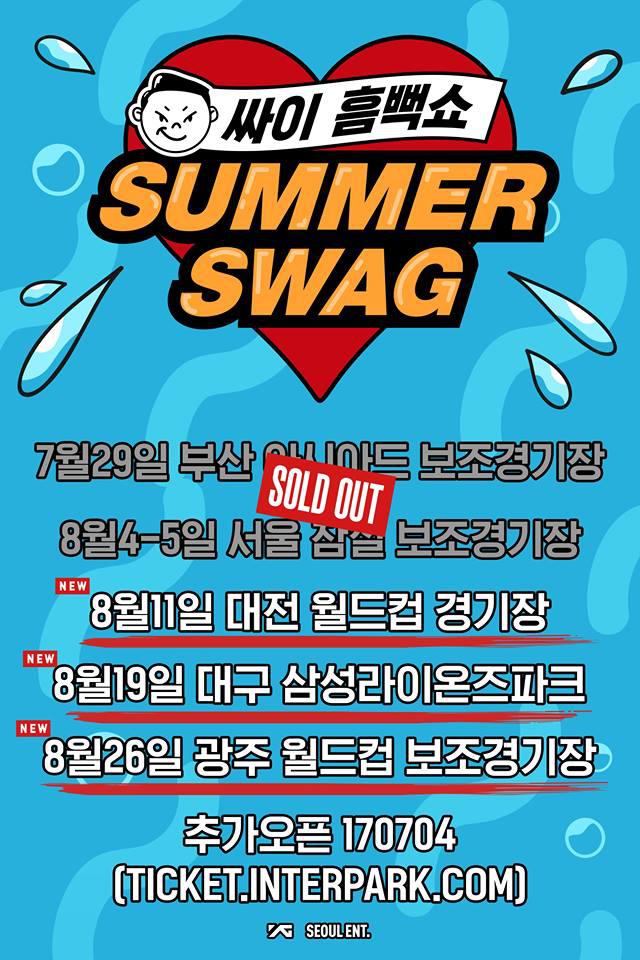 싸이 흠뻑쇼
SUMMER
SWAG
7월29일 부산 아시아드 보조경기장
SOLD OUT
8월4-5일 서울 잠실 보조경기장
NEW
8월11일 대전 월드컵 경기장
NEW
8월19일 대구 삼성라이온즈파크
NEW
8월26일 광주 월드컵 보조경기장
추가오픈 170704
(TICKET.INTERPARK.COM)
YG SEOUL ENT.